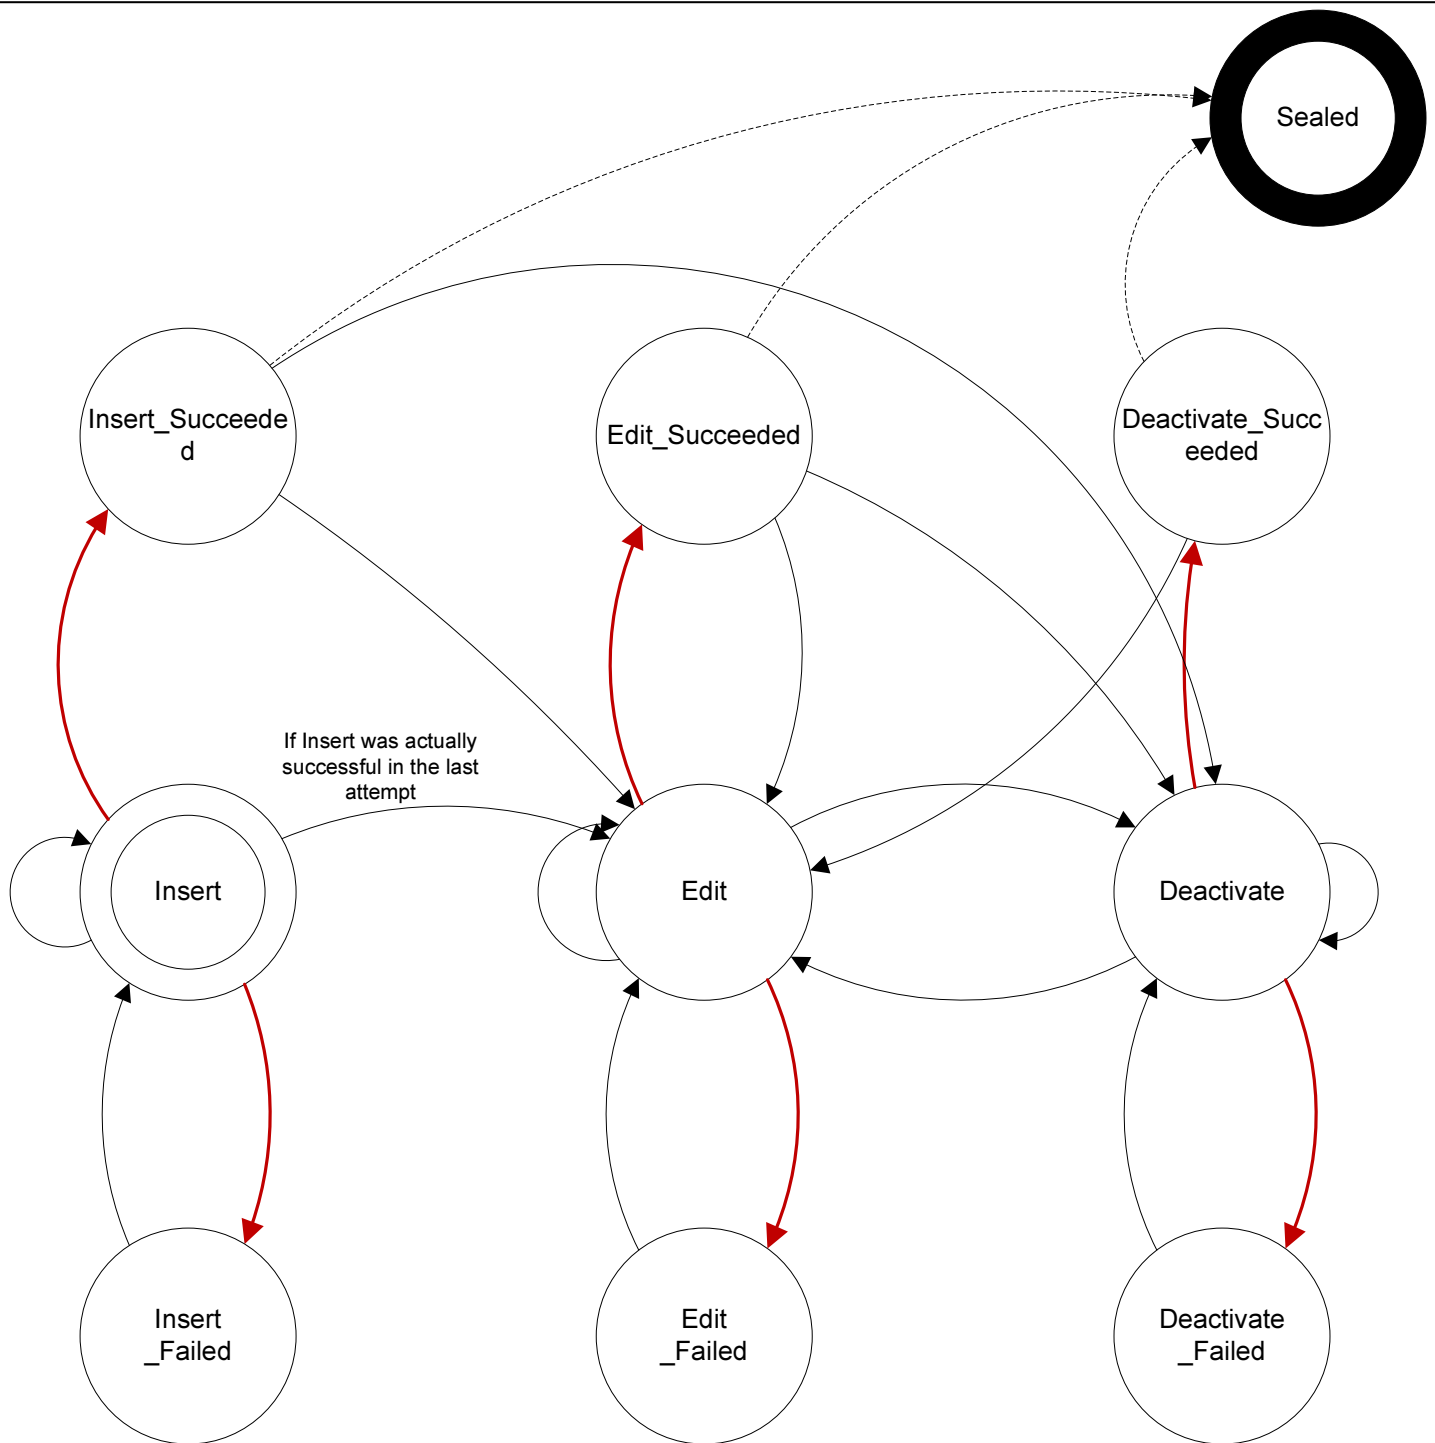 Sealed
Insert_Succeede
d
Edit_Succeeded
Deactivate_Succ
eeded
If Insert was actually
successful in the last
attempt
Insert
Edit
Deactivate
Insert
_Failed
Edit
_Failed
Deactivate
_Failed